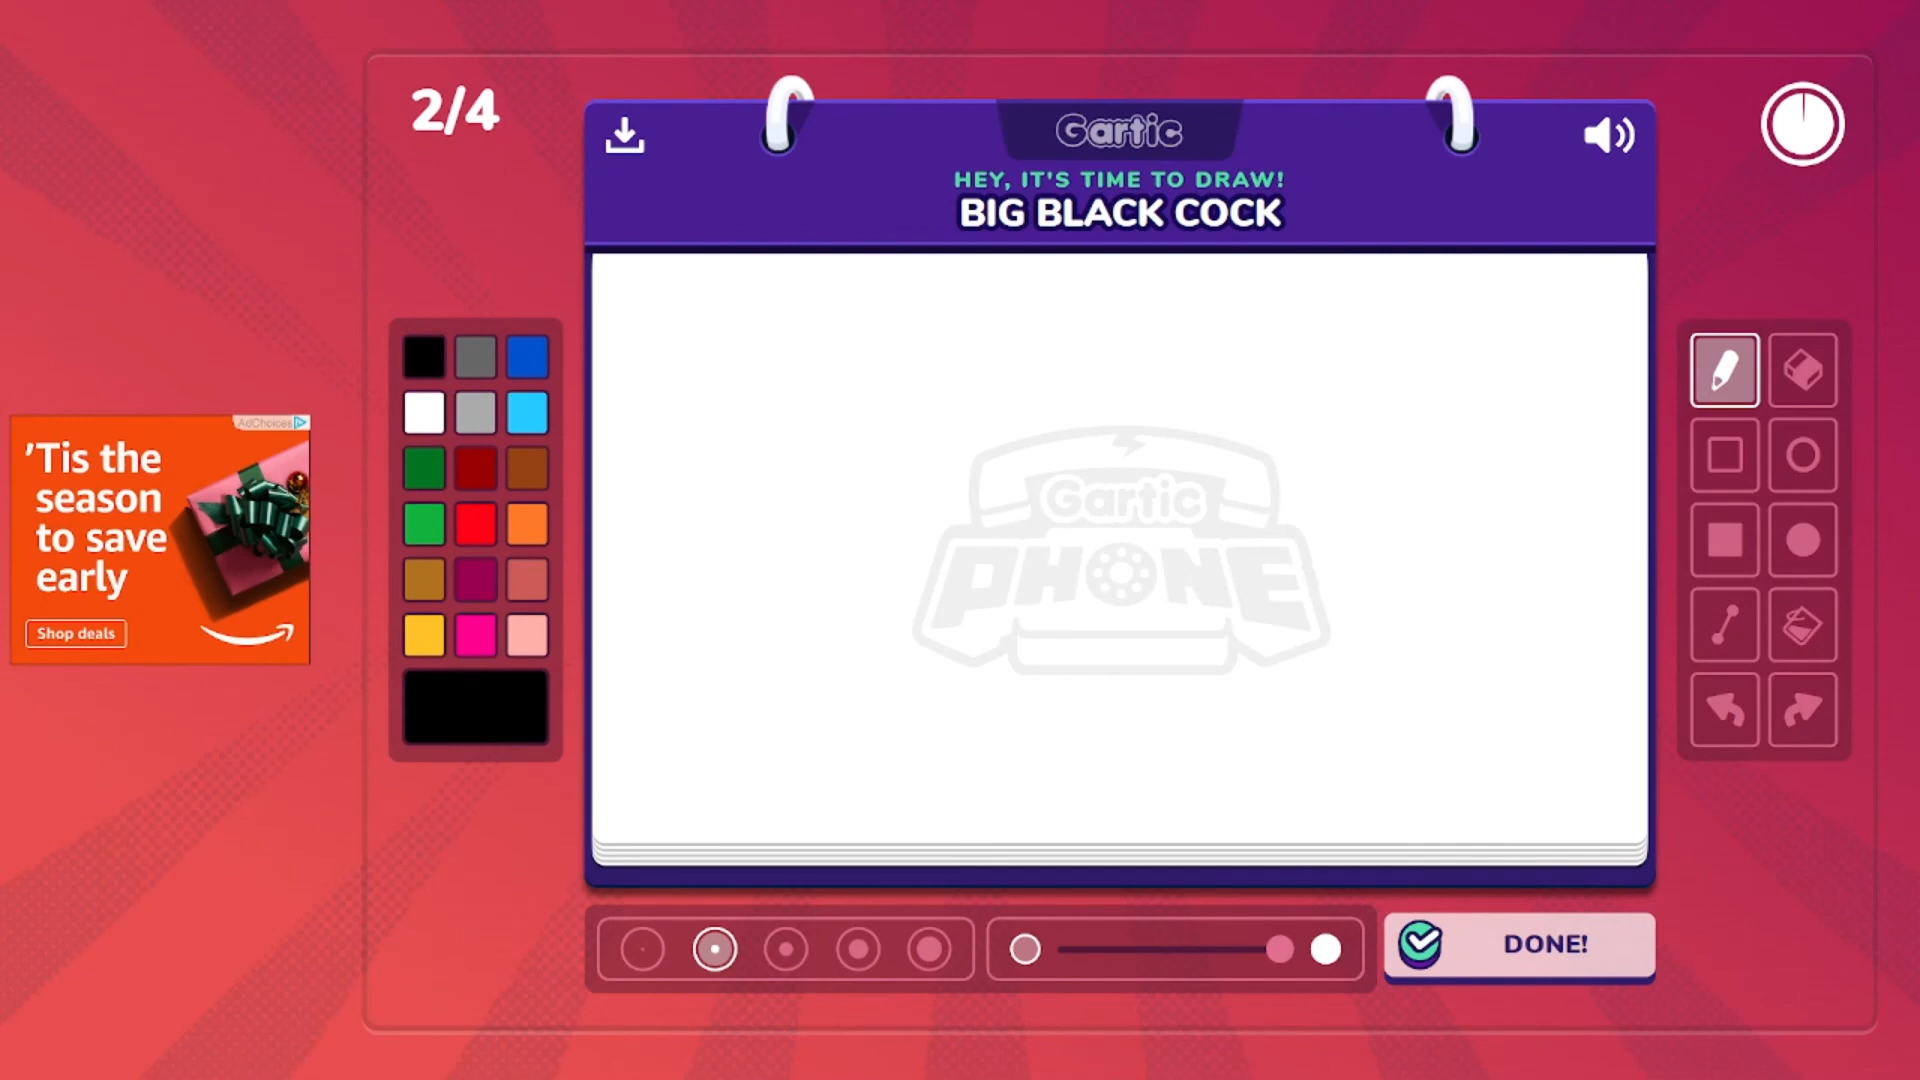 2/4
Gartic
HEY, IT'S TIME TO DRAW!
BIG BLACK COCK
AdChoices
'Tis the
season
to save
early
Shop deals
Gartic
PHONE
DONE!